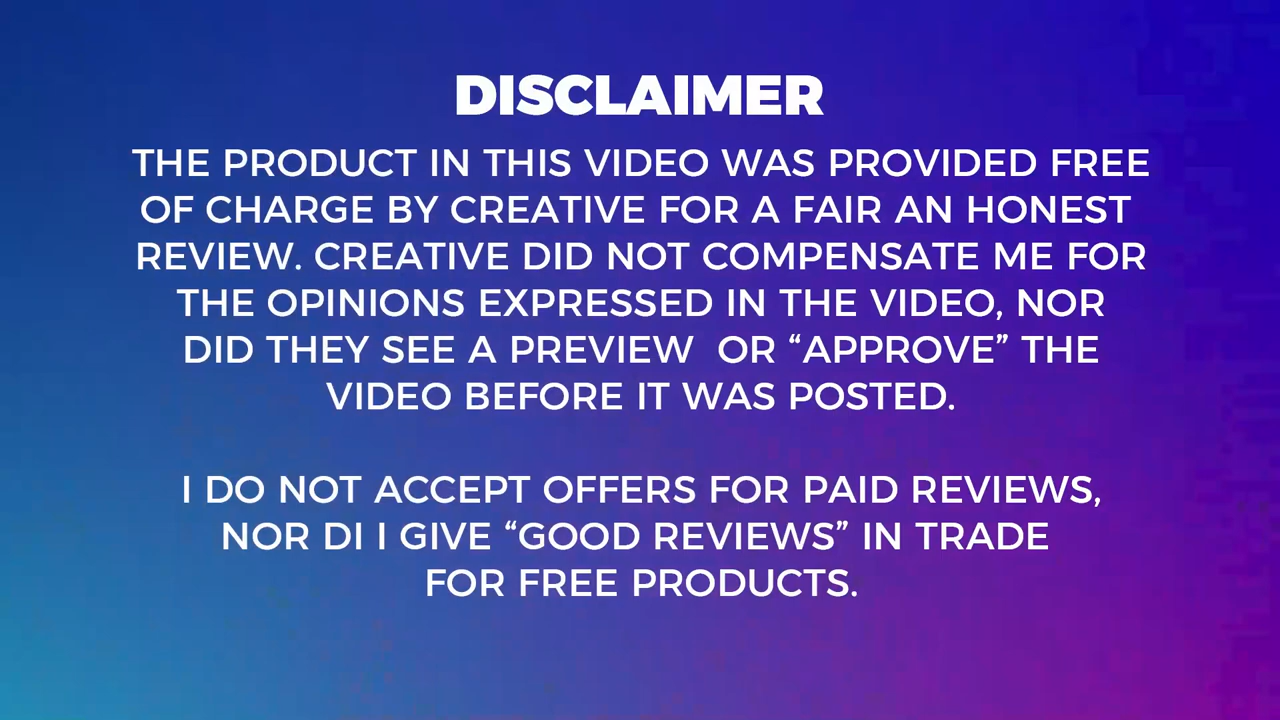 DISCLAIMER
THE PRODUCT IN THIS VIDEO WAS PROVIDED FREE
OF CHARGE BY CREATIVE FOR A FAIR AN HONEST
REVIEW. CREATIVE DID NOT COMPENSATE ME FOR
THE OPINIONS EXPRESSED IN THE VIDEO, NOR
DID THEY SEE A PREVIEW  OR “APPROVE” THE
VIDEO BEFORE IT WAS POSTED.
I DO NOT ACCEPT OFFERS FOR PAID REVIEWS,
NOR DI I GIVE “GOOD REVIEWS” IN TRADE
FOR FREE PRODUCTS.